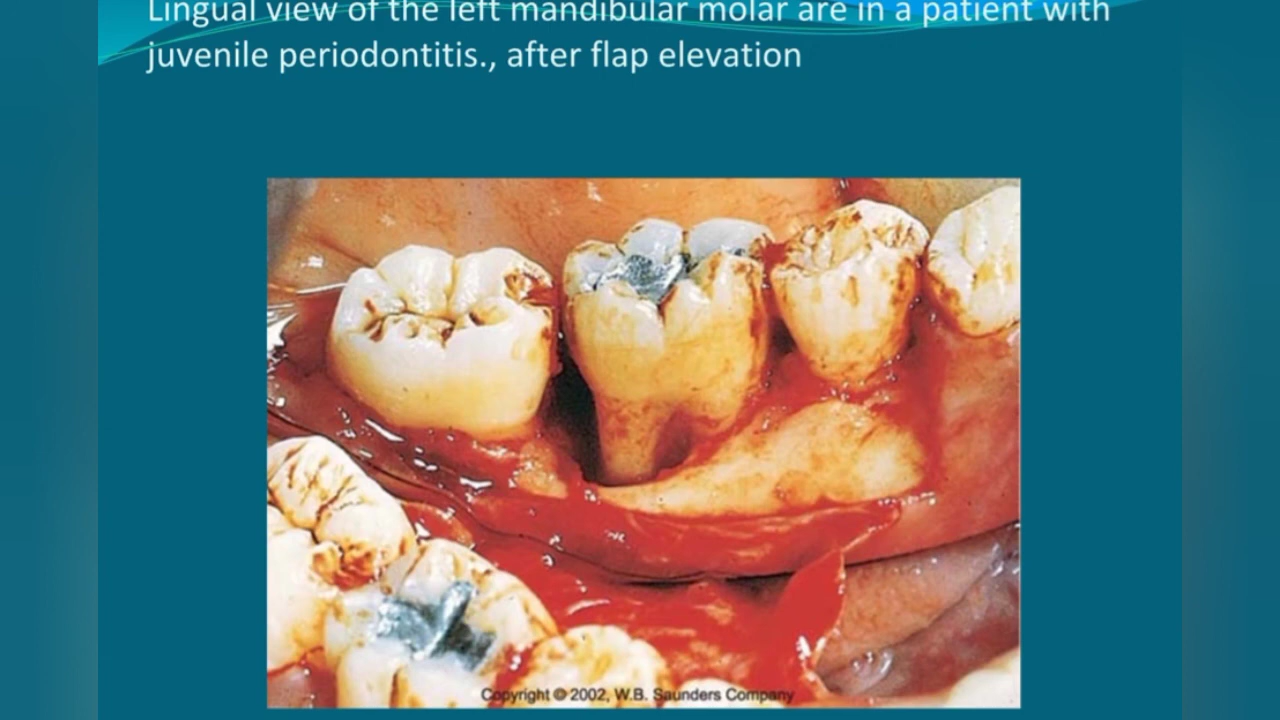 Lingual view of the left mandibular molar are in a patient with
juvenile periodontitis., after flap elevation
Copyright © 2002, W.B. Saunders Company